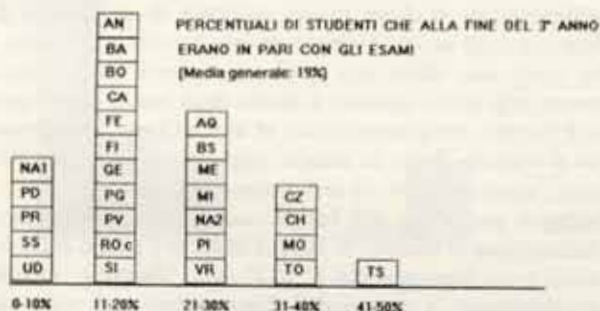 PERCENTUALI DI STUDENTI CHE ALLA FINE DEL 3° ANNO
ERANO IN PARI CON GLI ESAMI
(Media generale: 19%)
NA1
PD
PR
SS
UD
AN
BA
BO
CA
FE
FI
GE
PG
PV
RO c
SI
AQ
BS
ME
MI
NA2
PI
VR
CZ
CH
MO
TO
TS
0-10% 11-20% 21-30% 31-40% 41-50%